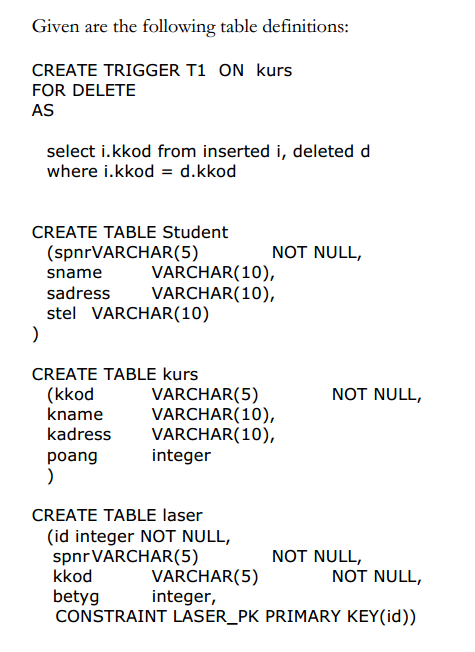 Given are the following table definitions:
CREATE TRIGGER T1 ON kurs
FOR DELETE
AS
select i.kkod from inserted i, deleted d
where i.kkod = d.kkod
CREATE TABLE Student
(spnrVARCHAR(5) NOT NULL,
sname VARCHAR(10),
sadress VARCHAR(10),
stel VARCHAR(10)
)
CREATE TABLE kurs
(kkod VARCHAR(5) NOT NULL,
kname VARCHAR(10),
kadress VARCHAR(10),
poang integer
)
CREATE TABLE laser
(id integer NOT NULL,
spnrVARCHAR(5) NOT NULL,
kkod VARCHAR(5) NOT NULL,
betyg integer,
CONSTRAINT LASER_PK PRIMARY KEY(id))